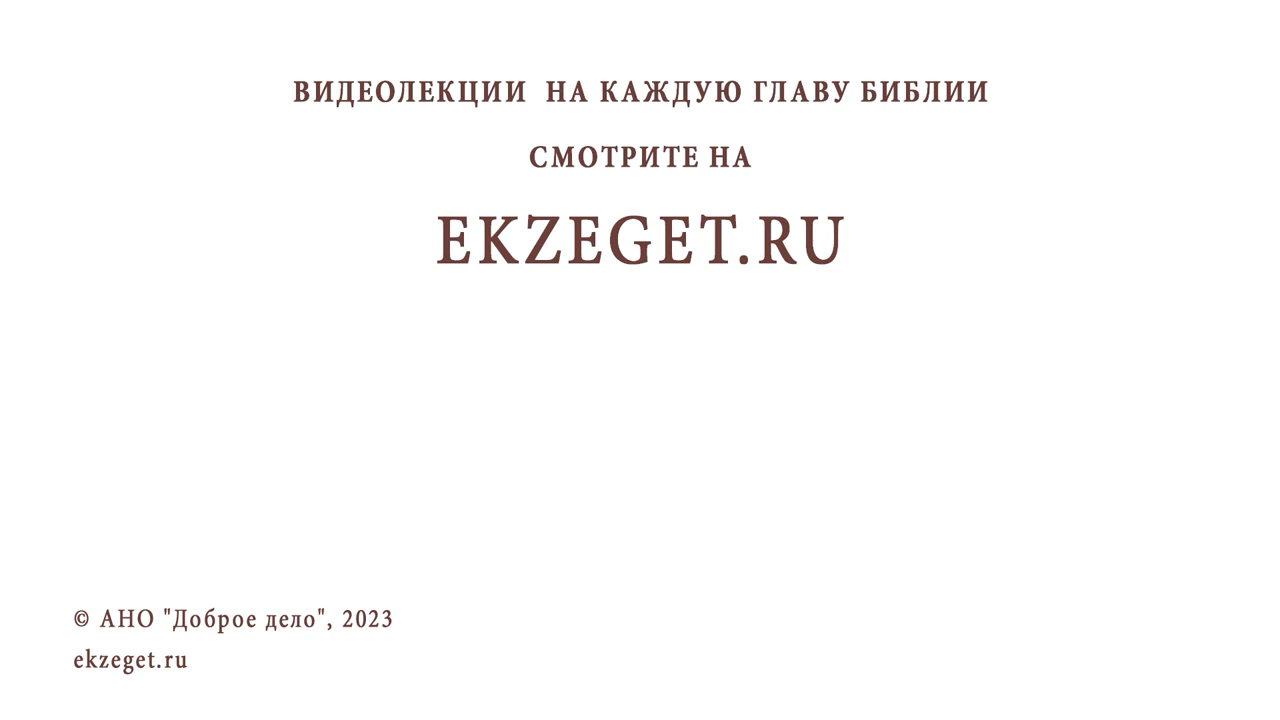 ВИДЕОЛЕКЦИИ НА КАЖДУЮ ГЛАВУ БИБЛИИ
СМОТРИТЕ НА
EKZEGET.RU
© АНО "Доброе дело", 2023
ekzeget.ru